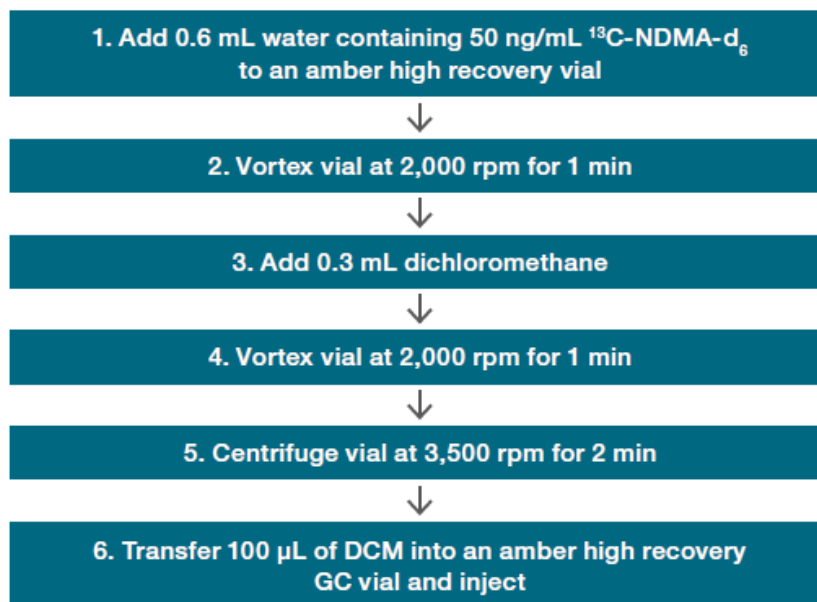 1. Add 0.6 mL water containing 50 ng/mL ¹³C-NDMA-d₆
to an amber high recovery vial
2. Vortex vial at 2,000 rpm for 1 min
3. Add 0.3 mL dichloromethane
4. Vortex vial at 2,000 rpm for 1 min
5. Centrifuge vial at 3,500 rpm for 2 min
6. Transfer 100 µL of DCM into an amber high recovery
GC vial and inject